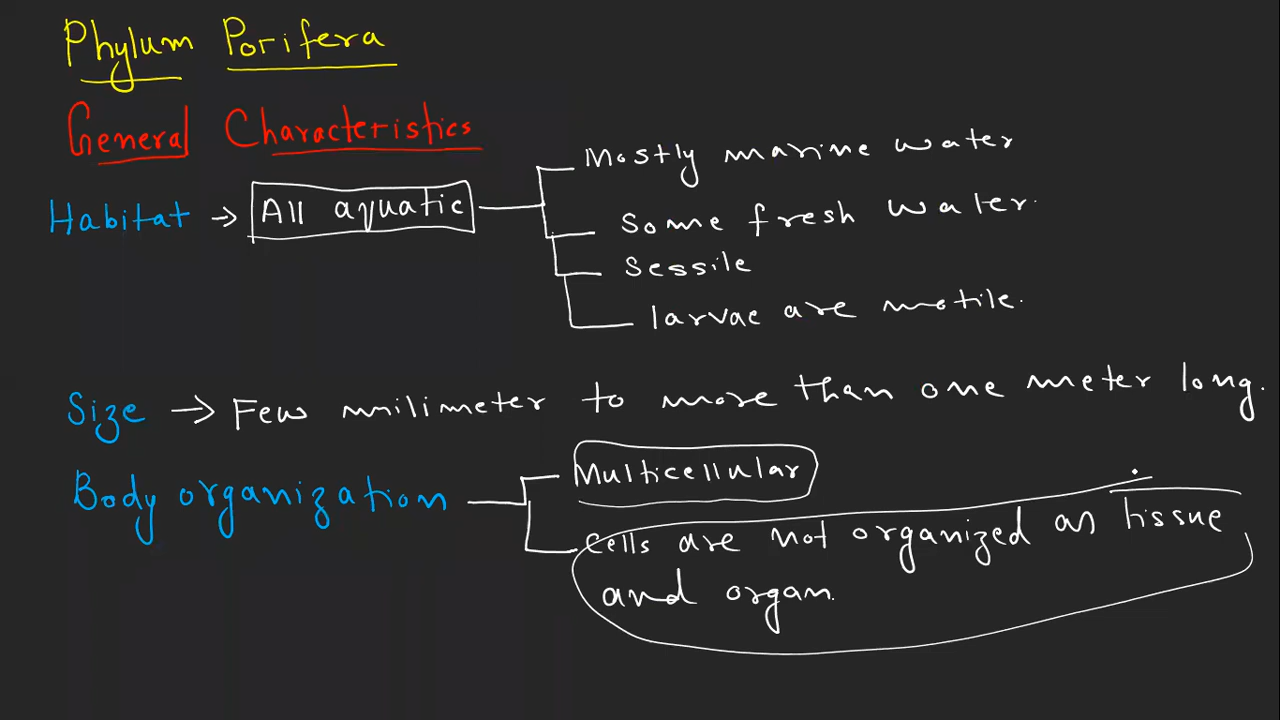 Phylum Porifera
General Characteristics
Habitat → All aquatic
Mostly marine water
Some fresh water.
Sessile
larvae are motile.
Size → Few milimeter to more than one meter long.
Body organization
Multicellular
Cells are not organized as tissue
and organ.